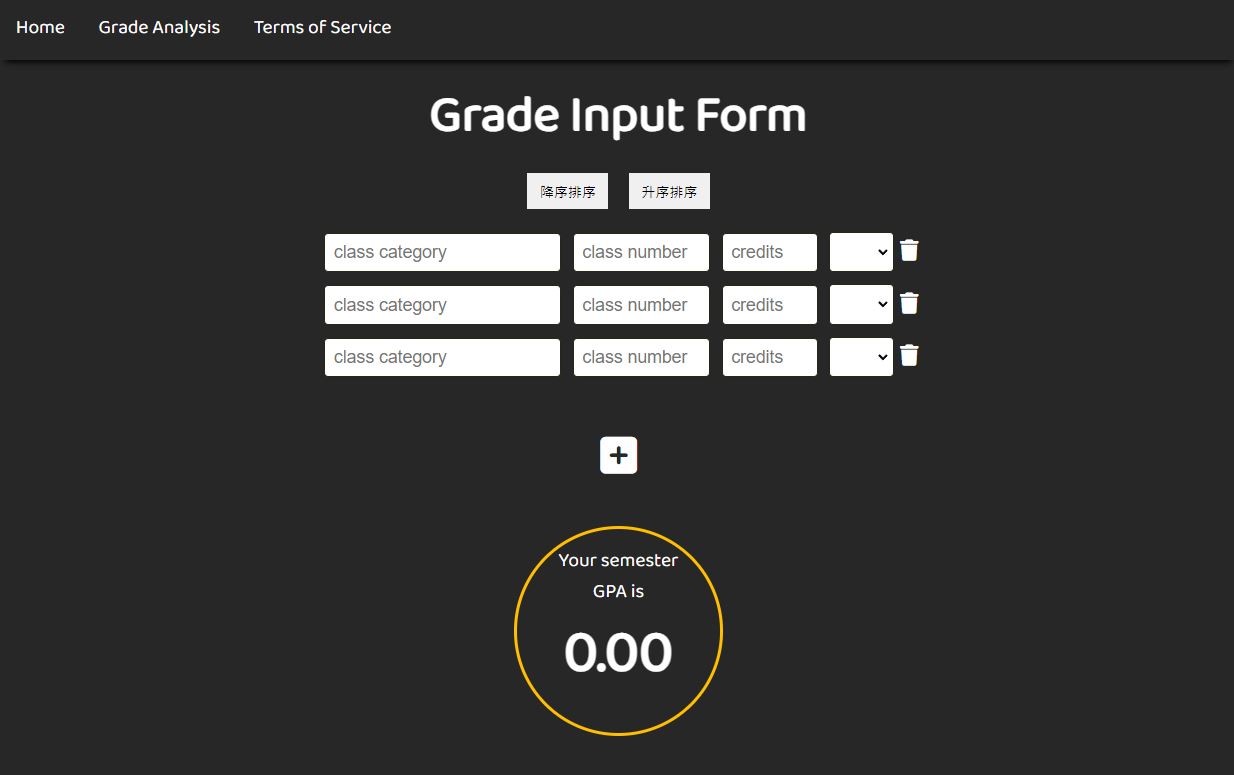 Home Grade Analysis Terms of Service
Grade Input Form
降序排序 升序排序
class category class number credits
class category class number credits
class category class number credits
Your semester
GPA is
0.00